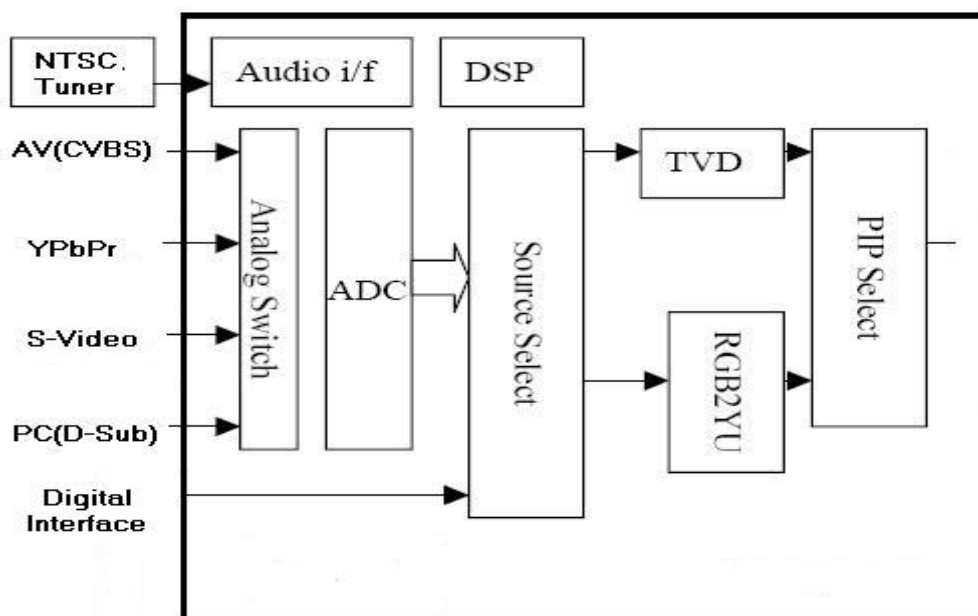 NTSC.
Tuner
Audio i/f
DSP
AV(CVBS)
YPbPr
S-Video
PC(D-Sub)
Digital
Interface
Analog Switch
ADC
Source Select
TVD
RGB2YU
PIP Select